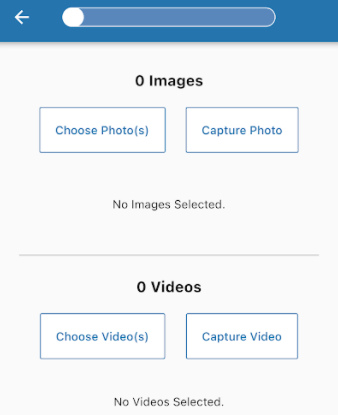 0 Images
Choose Photo(s) Capture Photo
No Images Selected.
0 Videos
Choose Video(s) Capture Video
No Videos Selected.